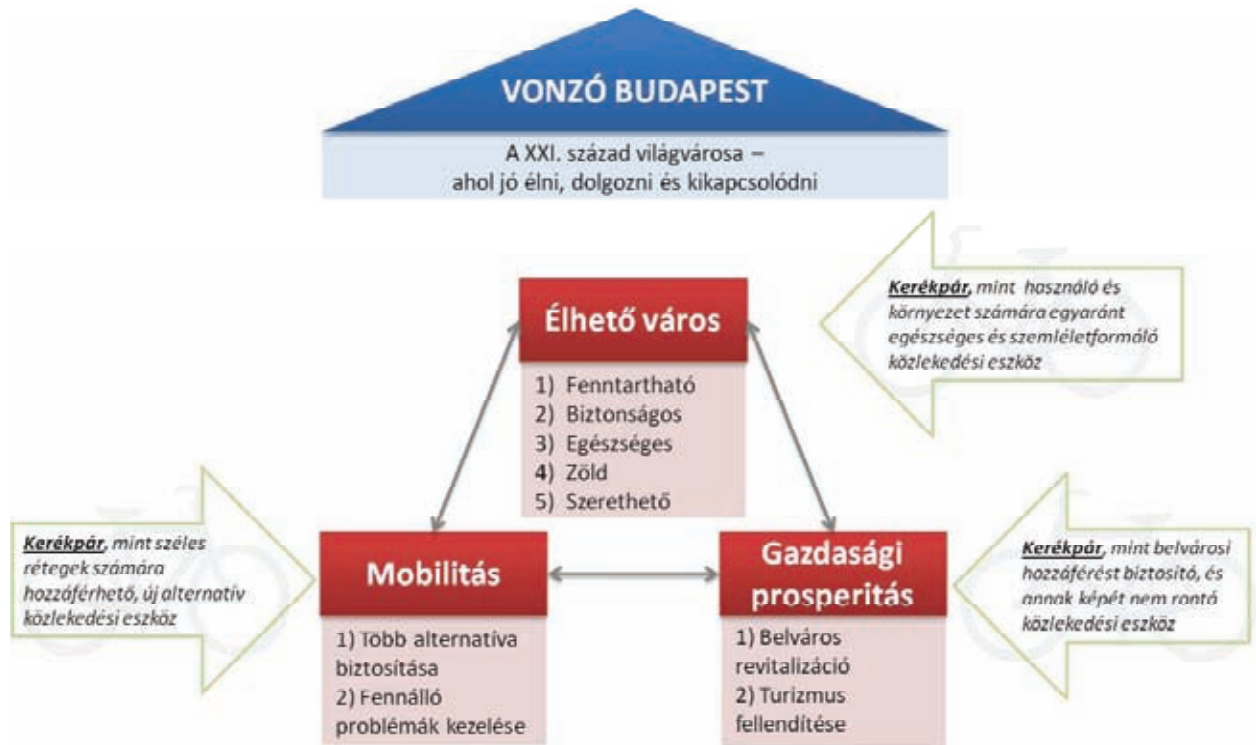 VONZÓ BUDAPEST
A XXI. század világvárosa –
ahol jó élni, dolgozni és kikapcsolódni
Kerékpár, mint használó és
környezet számára egyaránt
egészséges és szemléletformáló
közlekedési eszköz
Élhető város
1) Fenntartható
2) Biztonságos
3) Egészséges
4) Zöld
5) Szerethető
Kerékpár, mint széles
rétegek számára
hozzáférhető, új alternatív
közlekedési eszköz
Mobilitás
1) Több alternatíva
biztosítása
2) Fennálló
problémák kezelése
Gazdasági
prosperitás
1) Belváros
revitalizáció
2) Turizmus
fellendítése
Kerékpár, mint belvárosi
hozzáférést biztosító, és
annak képét nem rontó
közlekedési eszköz